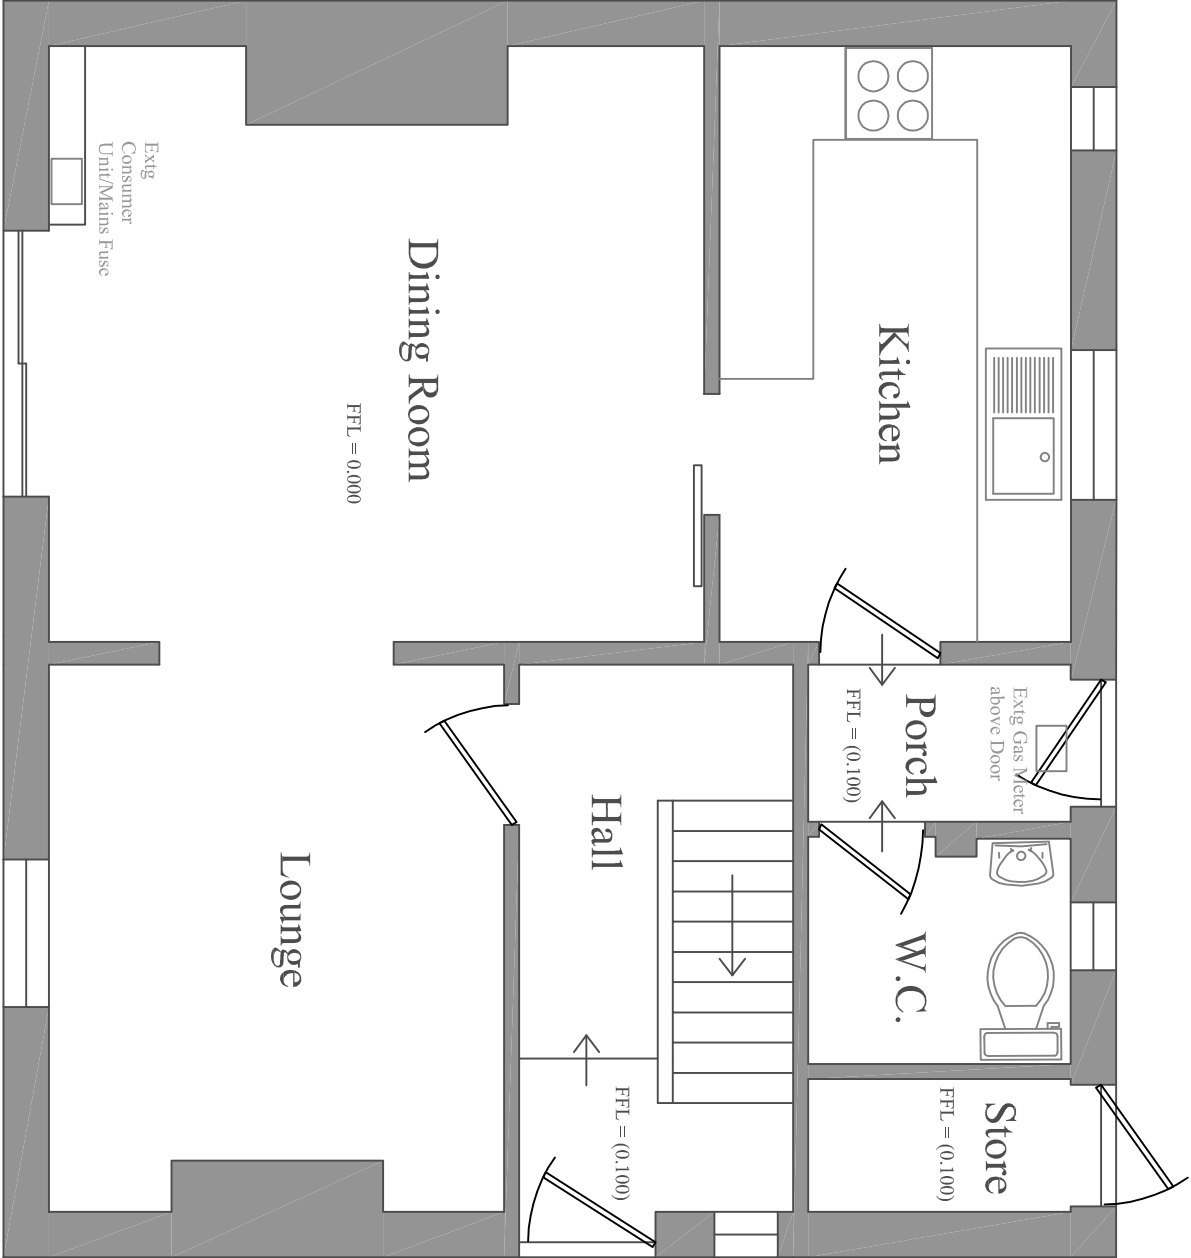 Extg
Consumer
Unit/Mains Fuse
Dining Room
FFL = 0.000
Kitchen
Extg Gas Meter
above Door
Porch
FFL = (0.100)
Hall
Lounge
W.C.
Store
FFL = (0.100)
FFL = (0.100)